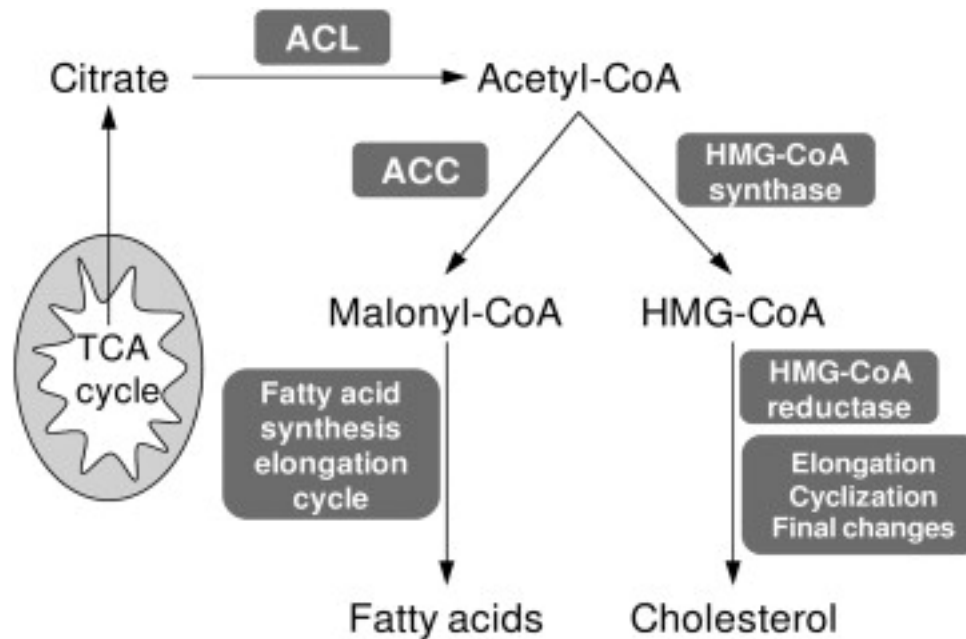 ACL
Citrate
Acetyl-CoA
ACC
HMG-CoA
synthase
Malonyl-CoA
HMG-CoA
TCA
cycle
Fatty acid
synthesis
elongation
cycle
HMG-CoA
reductase
Elongation
Cyclization
Final changes
Fatty acids
Cholesterol